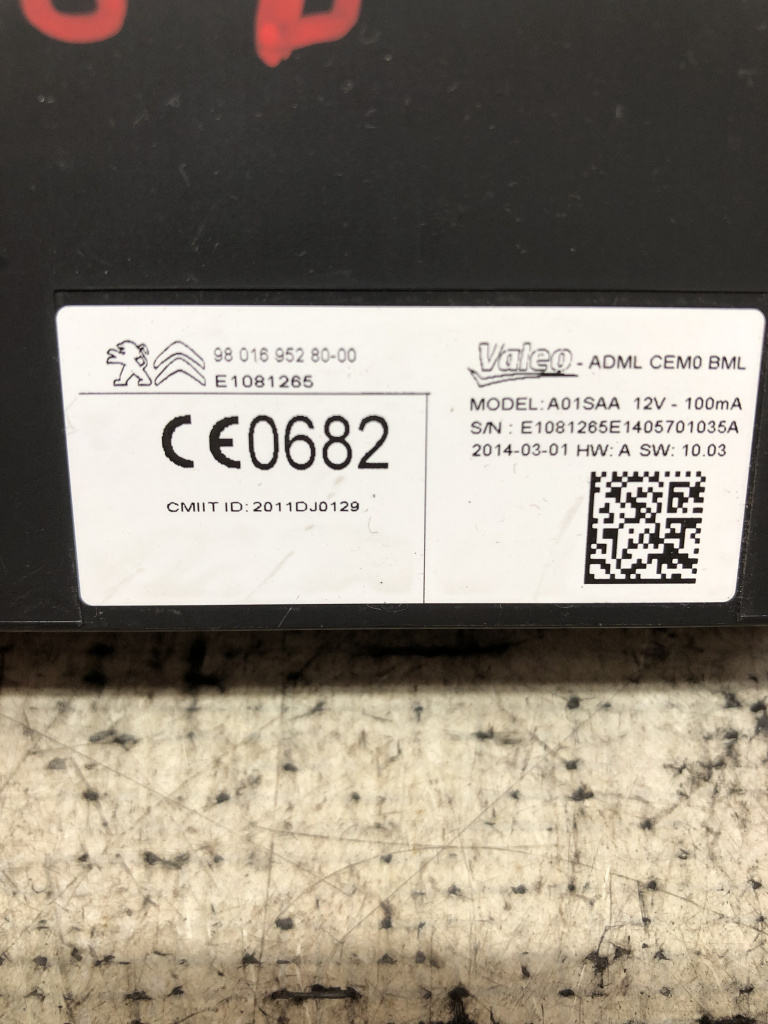 98 016 952 80-00
E1081265
CE0682
CMIIT ID: 2011DJ0129
Valeo - ADML CEM0 BML
MODEL: A01SAA 12V - 100mA
S/N : E1081265E1405701035A
2014-03-01 HW: A SW: 10.03